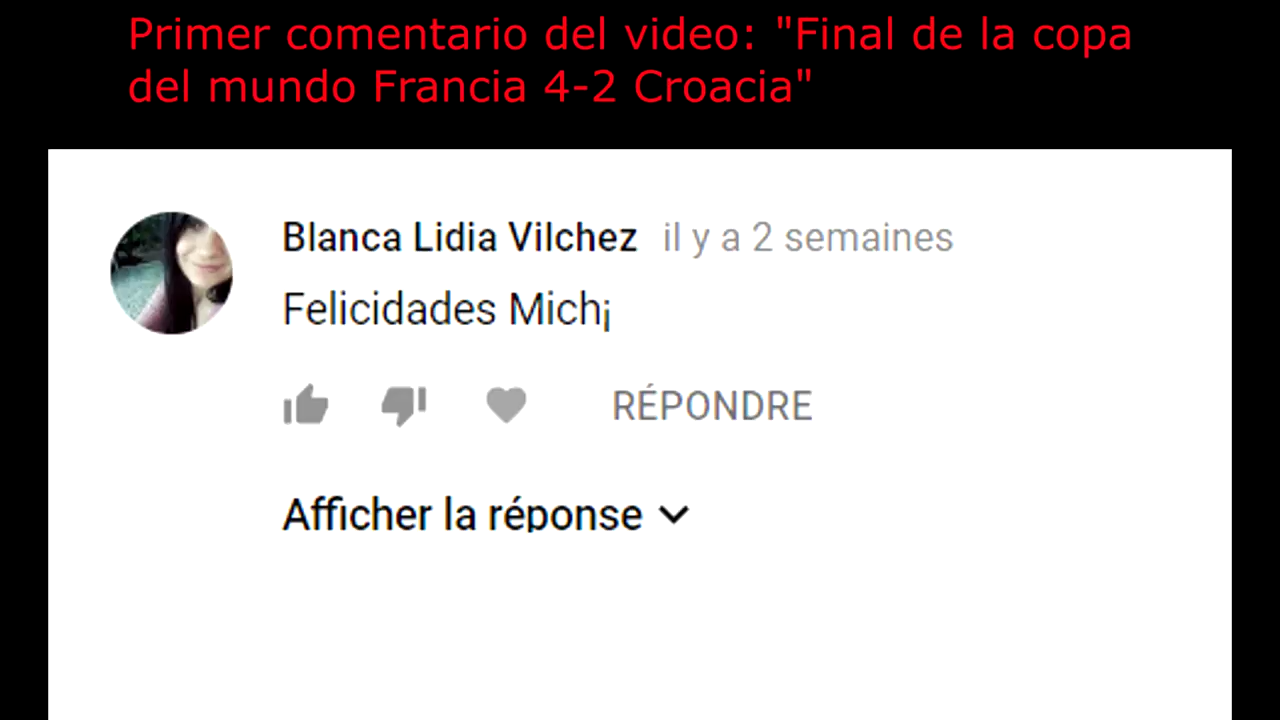 Primer comentario del video: "Final de la copa
del mundo Francia 4-2 Croacia"
Blanca Lidia Vilchez il y a 2 semaines
Felicidades Mich¡
RÉPONDRE
Afficher la réponse